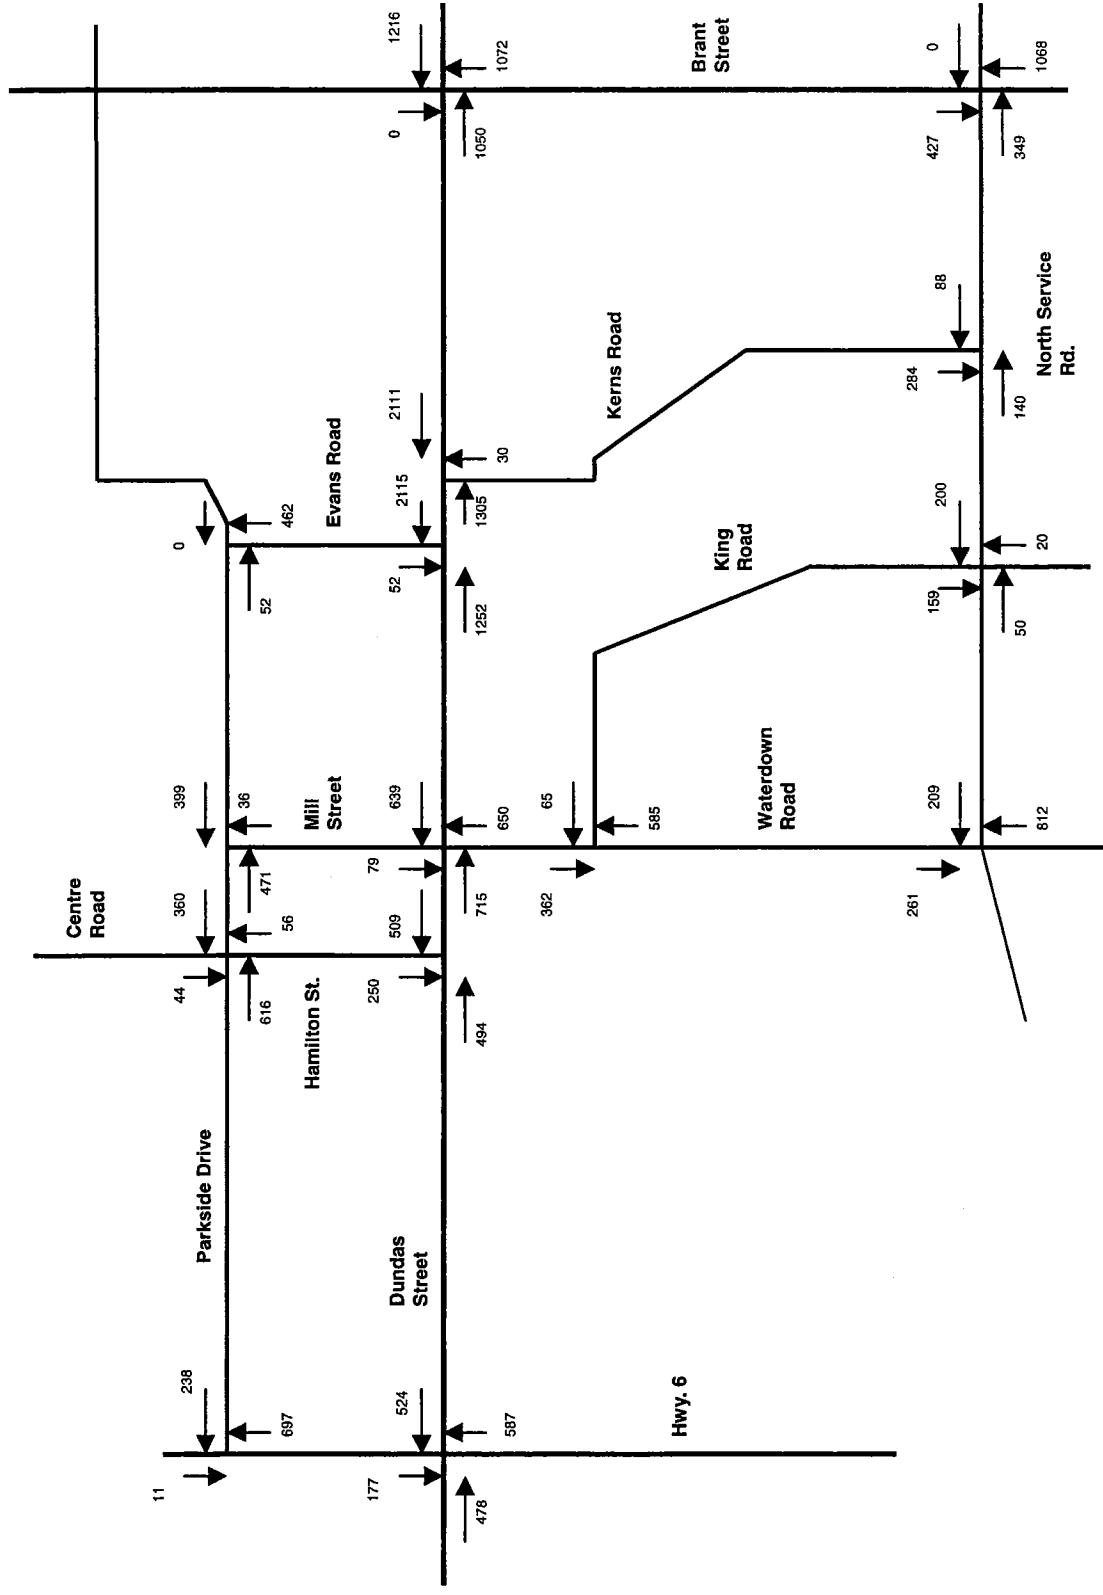 1216
1072
0
1050
Brant
Street
0
1068
427
349
88
284
140
North Service
Rd.
Kerns Road
2111
30
Evans Road
2115
1305
462
0
52
52
1252
King
Road
200
20
159
50
399
36
Mill
Street
639
650
65
585
Waterdown
Road
209
812
Centre
Road
360
471
56
79
509
715
362
261
44
616
Hamilton St.
250
494
Parkside Drive
Dundas
Street
238
697
11
524
587
177
478
Hwy. 6